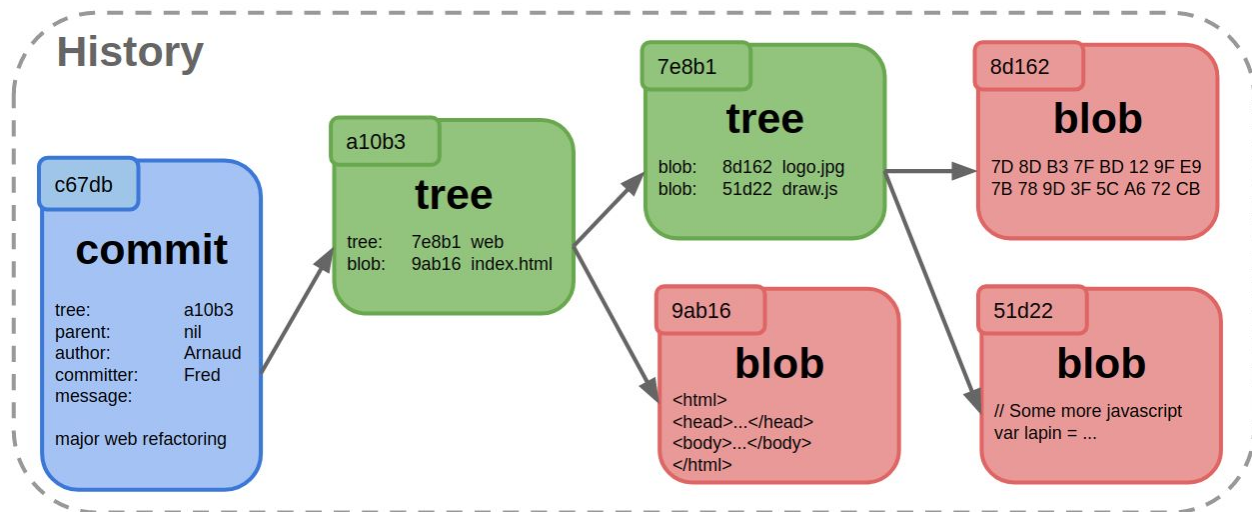 History
c67db
commit
tree: a10b3
parent: nil
author: Arnaud
committer: Fred
message:
major web refactoring
a10b3
tree
tree: 7e8b1 web
blob: 9ab16 index.html
7e8b1
tree
blob: 8d162 logo.jpg
blob: 51d22 draw.js
9ab16
blob
<html>
<head>...</head>
<body>...</body>
</html>
8d162
blob
7D 8D B3 7F BD 12 9F E9
7B 78 9D 3F 5C A6 72 CB
51d22
blob
// Some more javascript
var lapin = ...